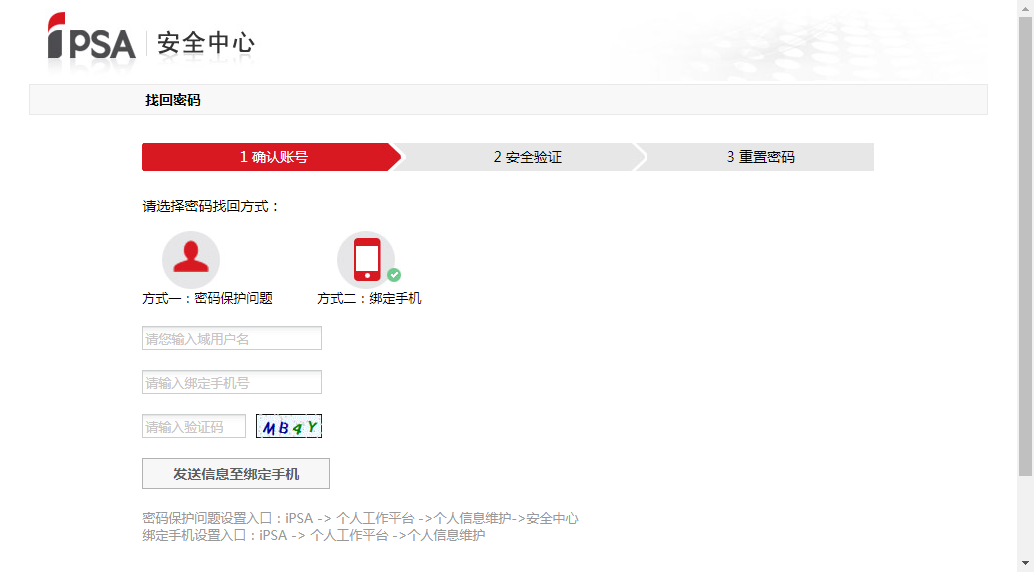 iPSA 安全中心
找回密码
1 确认账号 2 安全验证 3 重置密码
请选择密码找回方式：
方式一：密码保护问题 方式二：绑定手机
请您输入域用户名
请输入绑定手机号
请输入验证码 MB4Y
发送信息至绑定手机
密码保护问题设置入口：iPSA -> 个人工作平台 ->个人信息维护->安全中心
绑定手机设置入口：iPSA -> 个人工作平台 ->个人信息维护